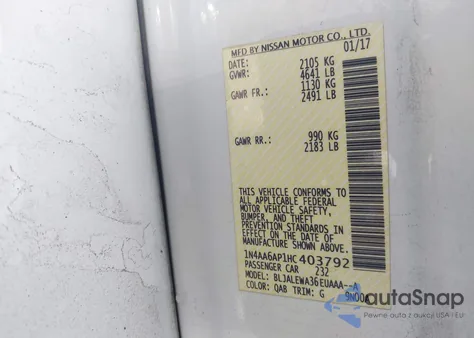 MFD BY NISSAN MOTOR CO., LTD.
DATE: 01/17
GVWR: 2105 KG
4641 LB
GAWR FR.: 1130 KG
2491 LB
GAWR RR.: 990 KG
2183 LB
THIS VEHICLE CONFORMS TO
ALL APPLICABLE FEDERAL
MOTOR VEHICLE SAFETY,
BUMPER, AND THEFT
PREVENTION STANDARDS IN
EFFECT ON THE DATE OF
MANUFACTURE SHOWN ABOVE.
1N4AA6AP1HC403792
PASSENGER CAR 232
MODEL: BLJALEWA36EUAAA--A
COLOR: QAB TRIM: G
autoSnap
Pewne auto z USA i EU